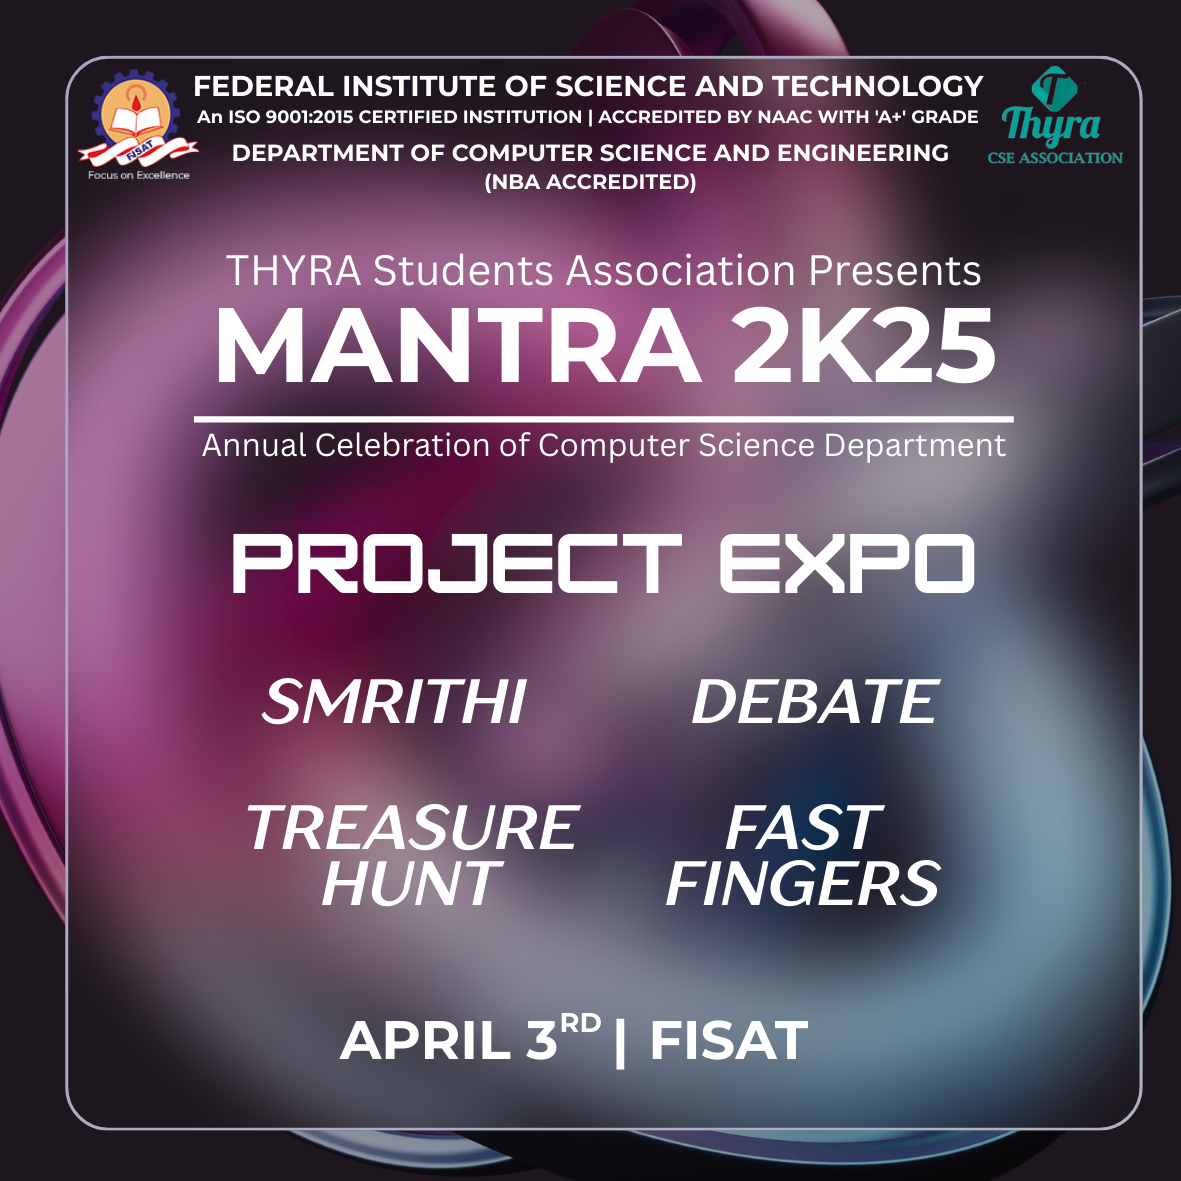 FEDERAL INSTITUTE OF SCIENCE AND TECHNOLOGY
An ISO 9001:2015 CERTIFIED INSTITUTION | ACCREDITED BY NAAC WITH 'A+' GRADE
DEPARTMENT OF COMPUTER SCIENCE AND ENGINEERING
(NBA ACCREDITED)
FISAT
Focus on Excellence
Thyra
CSE ASSOCIATION
THYRA Students Association Presents
MANTRA 2K25
Annual Celebration of Computer Science Department
PROJECT EXPO
SMRITHI
DEBATE
TREASURE
HUNT
FAST
FINGERS
APRIL 3RD | FISAT